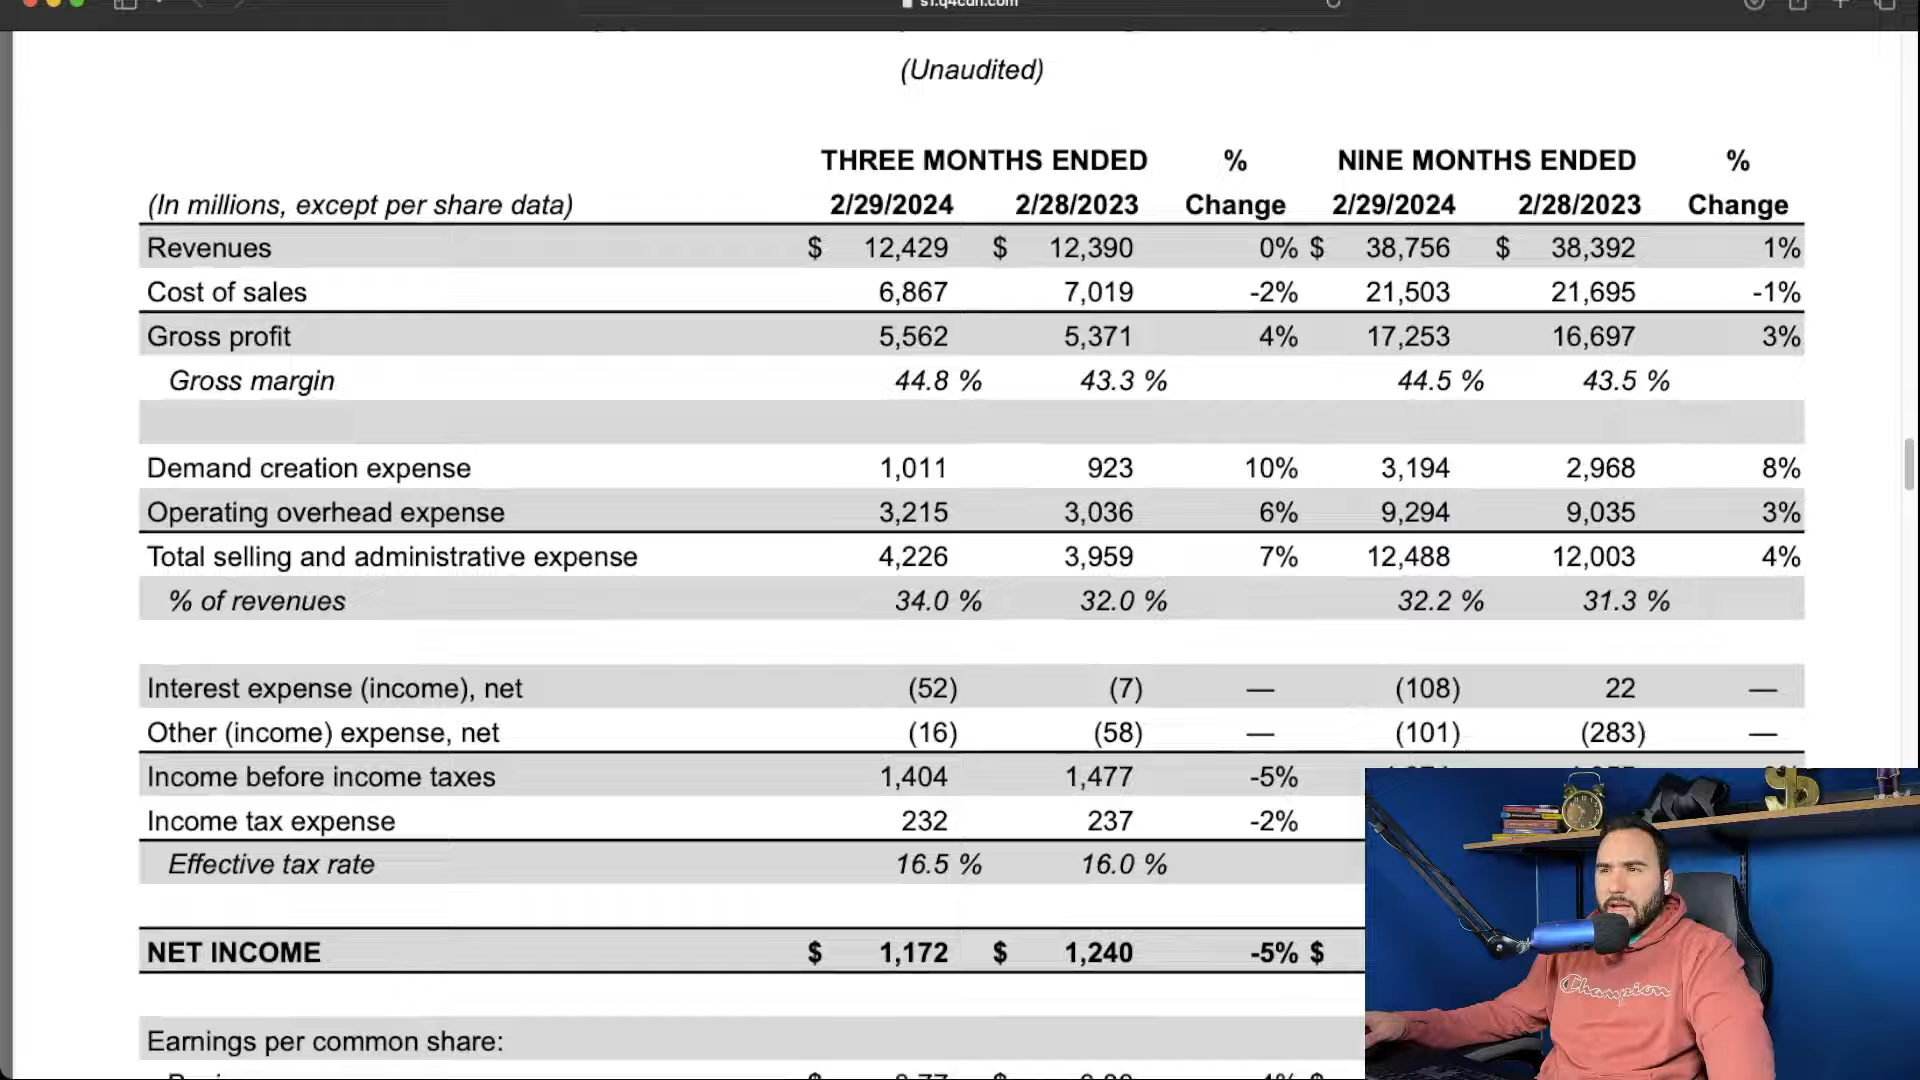 s1.q4cdn.com
(Unaudited)
THREE MONTHS ENDED % NINE MONTHS ENDED %
(In millions, except per share data) 2/29/2024 2/28/2023 Change 2/29/2024 2/28/2023 Change
Revenues $ 12,429 $ 12,390 0% $ 38,756 $ 38,392 1%
Cost of sales 6,867 7,019 -2% 21,503 21,695 -1%
Gross profit 5,562 5,371 4% 17,253 16,697 3%
Gross margin 44.8 % 43.3 % 44.5 % 43.5 %
Demand creation expense 1,011 923 10% 3,194 2,968 8%
Operating overhead expense 3,215 3,036 6% 9,294 9,035 3%
Total selling and administrative expense 4,226 3,959 7% 12,488 12,003 4%
% of revenues 34.0 % 32.0 % 32.2 % 31.3 %
Interest expense (income), net (52) (7) — (108) 22 —
Other (income) expense, net (16) (58) — (101) (283) —
Income before income taxes 1,404 1,477 -5%
Income tax expense 232 237 -2%
Effective tax rate 16.5 % 16.0 %
NET INCOME $ 1,172 $ 1,240 -5% $
Earnings per common share:
Champion